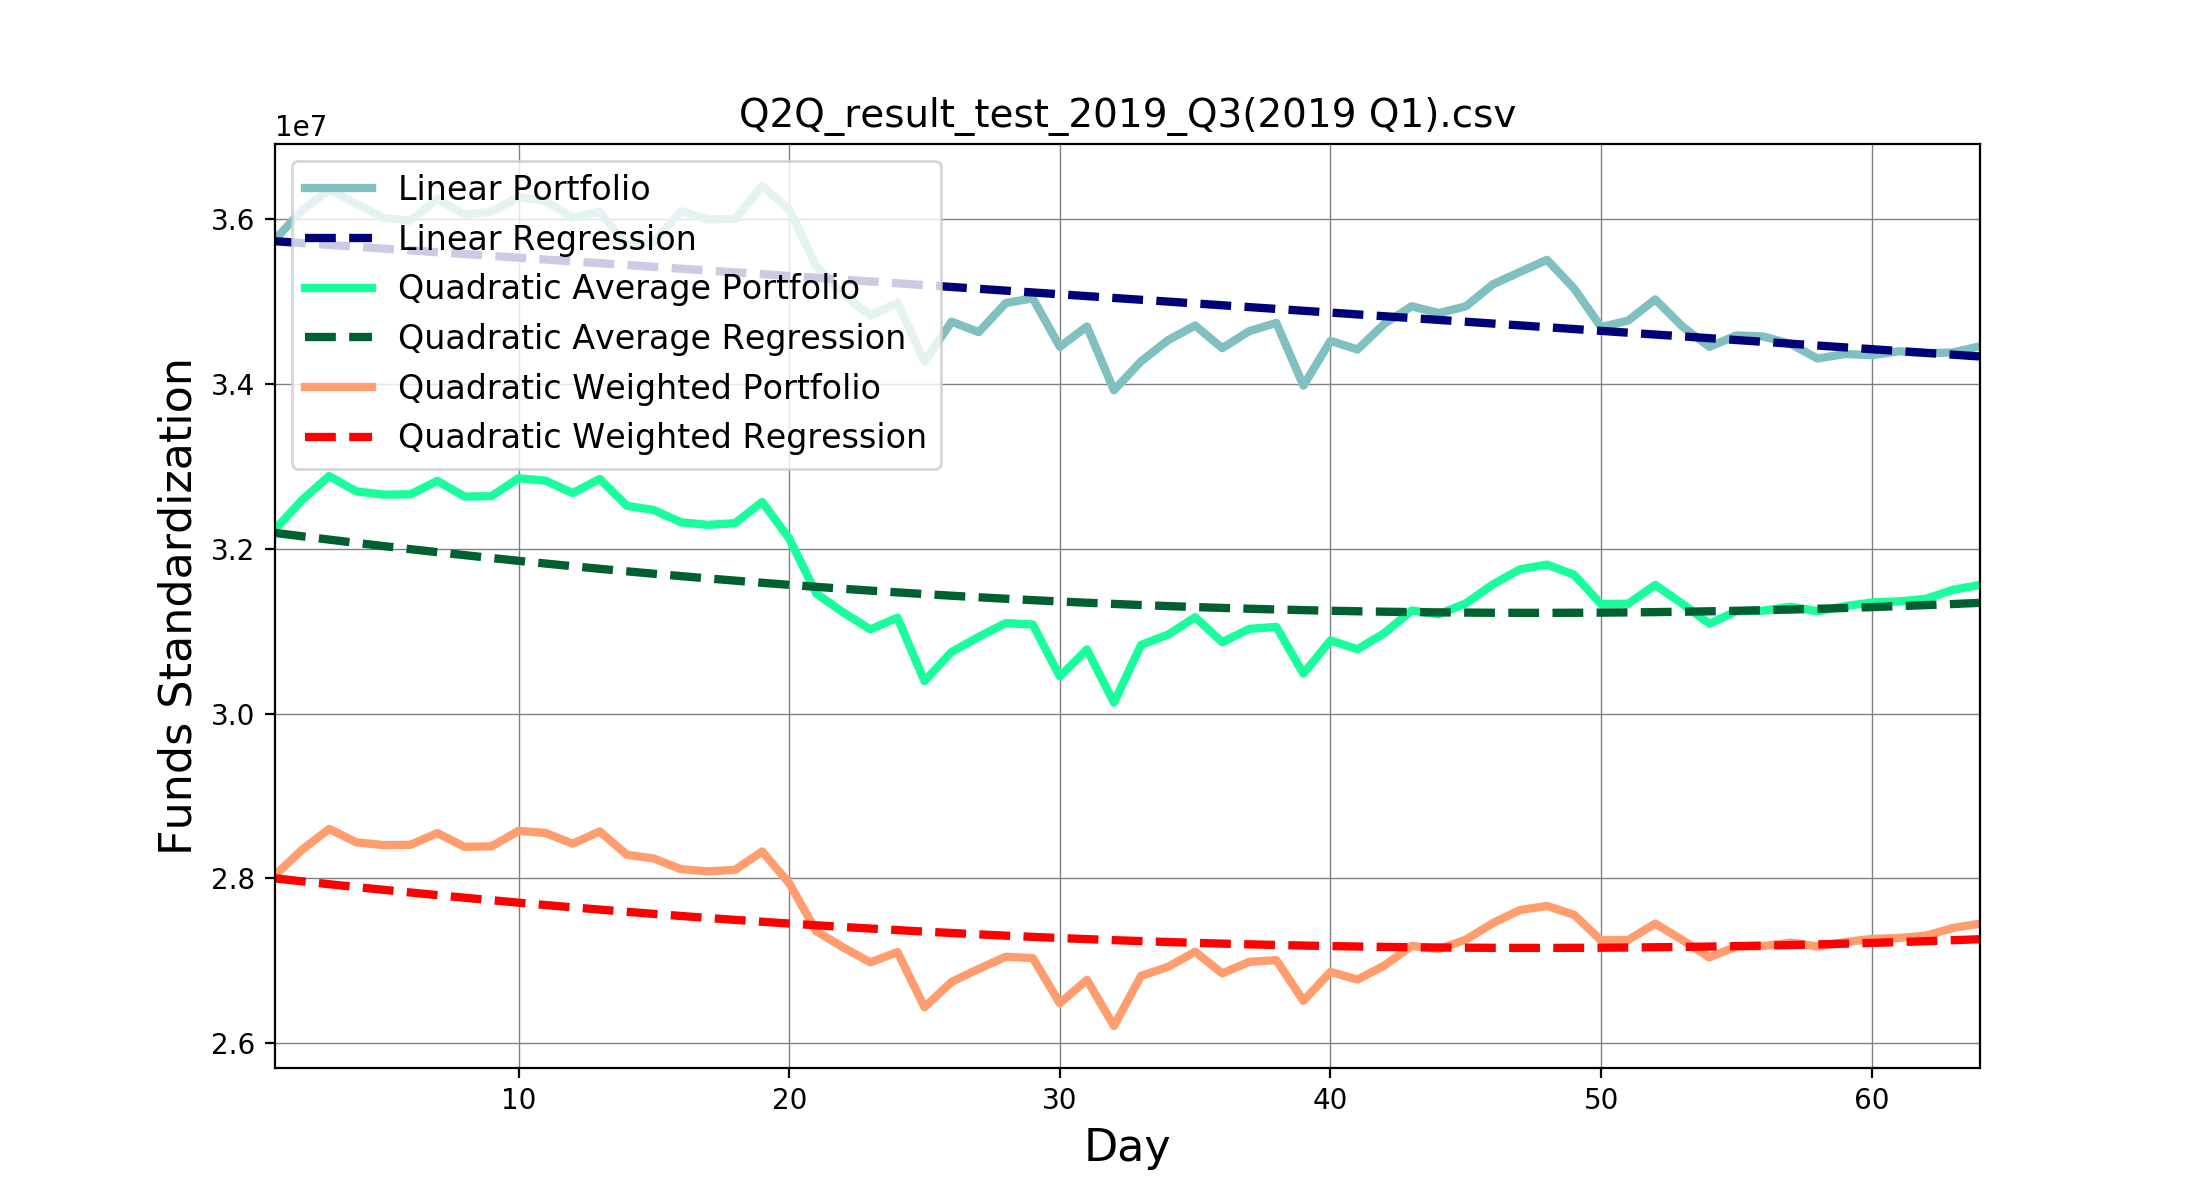 Q2Q_result_test_2019_Q3(2019 Q1).csv
1e7
Linear Portfolio
Linear Regression
Quadratic Average Portfolio
Quadratic Average Regression
Quadratic Weighted Portfolio
Quadratic Weighted Regression
3.6
3.4
3.2
3.0
2.8
2.6
Funds Standardization
10 20 30 40 50 60
Day